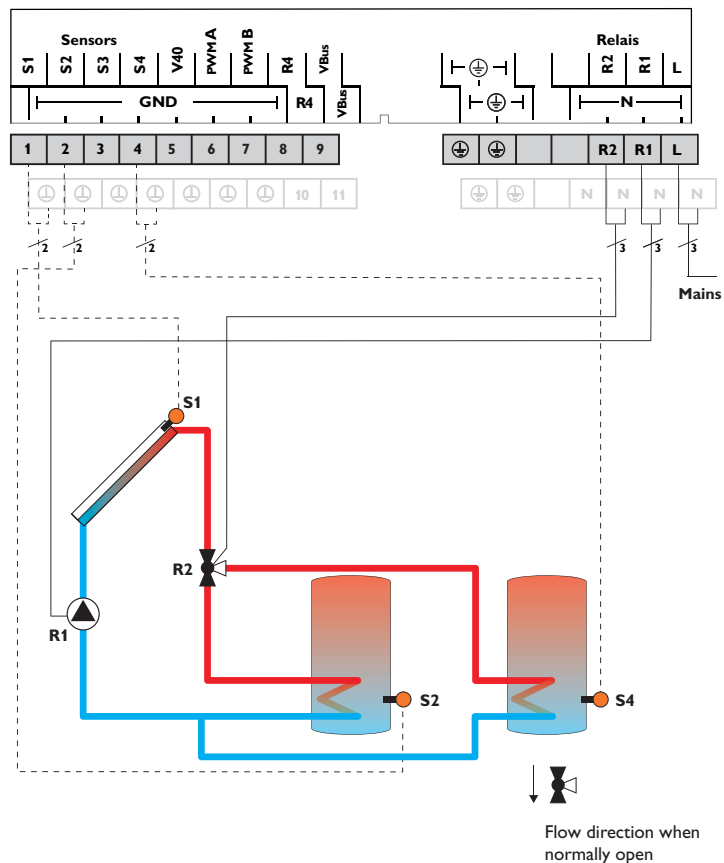 Sensors Relais
S1 S2 S3 S4 V40 PWM A PWM B R4 VBus R2 R1 L
GND R4 VBus N
1 2 3 4 5 6 7 8 9 R2 R1 L
10 11 N N N N
2 2 2 3 3 3
Mains
S1
R2
R1
S2 S4
Flow direction when
normally open